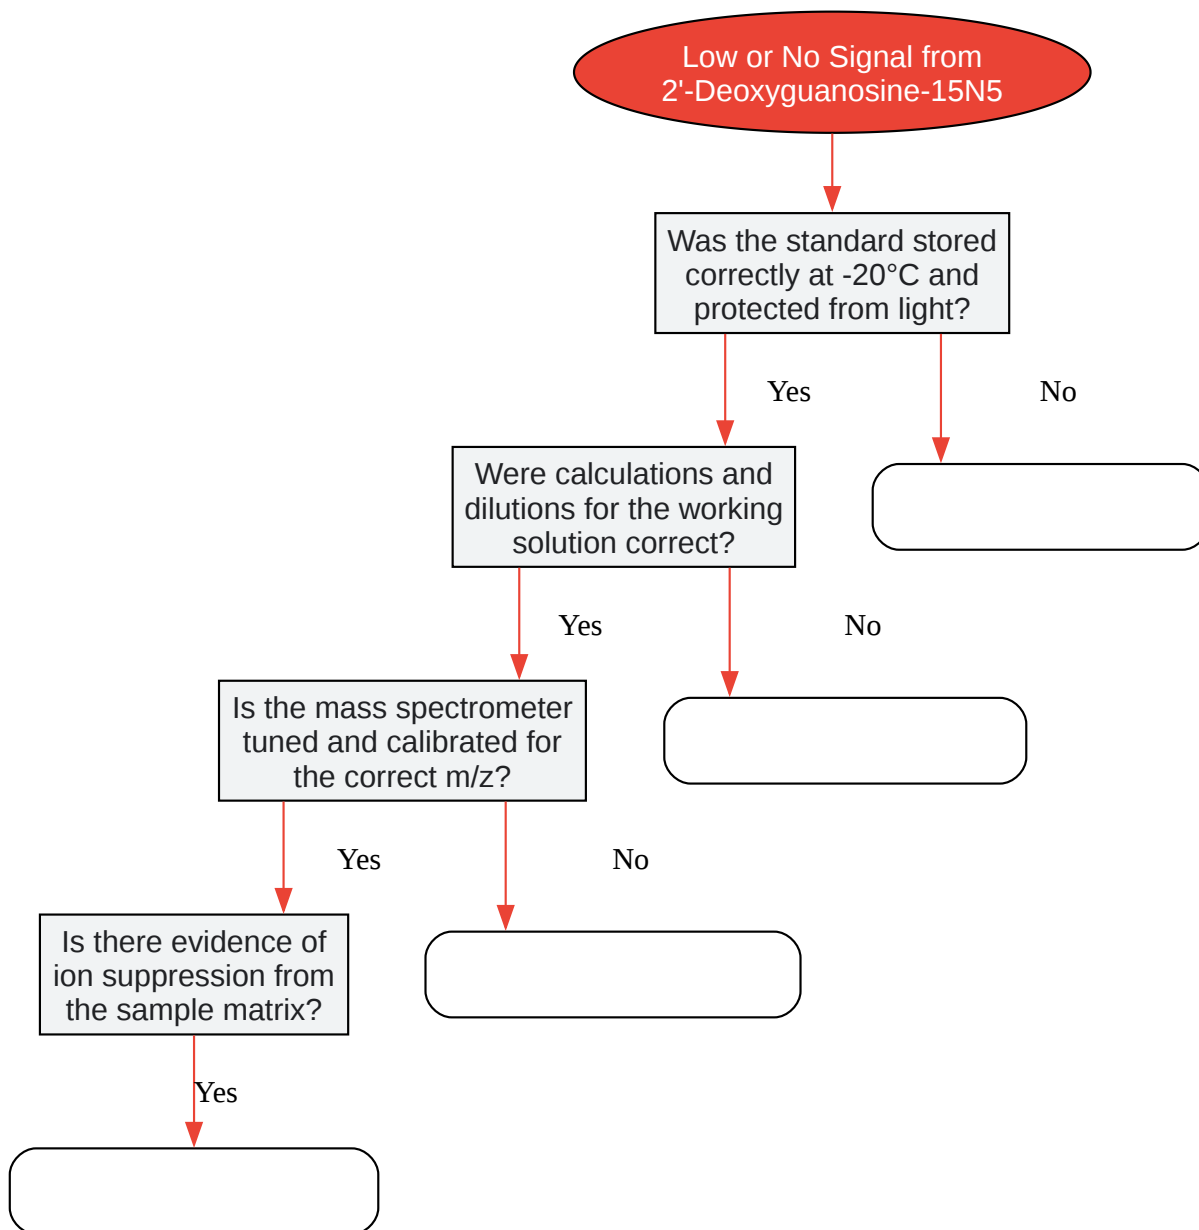 Low or No Signal from
2'-Deoxyguanosine-15N5
Was the standard stored
correctly at -20°C and
protected from light?
Yes
No
Were calculations and
dilutions for the working
solution correct?
Yes
No
Is the mass spectrometer
tuned and calibrated for
the correct m/z?
Yes
No
Is there evidence of
ion suppression from
the sample matrix?
Yes